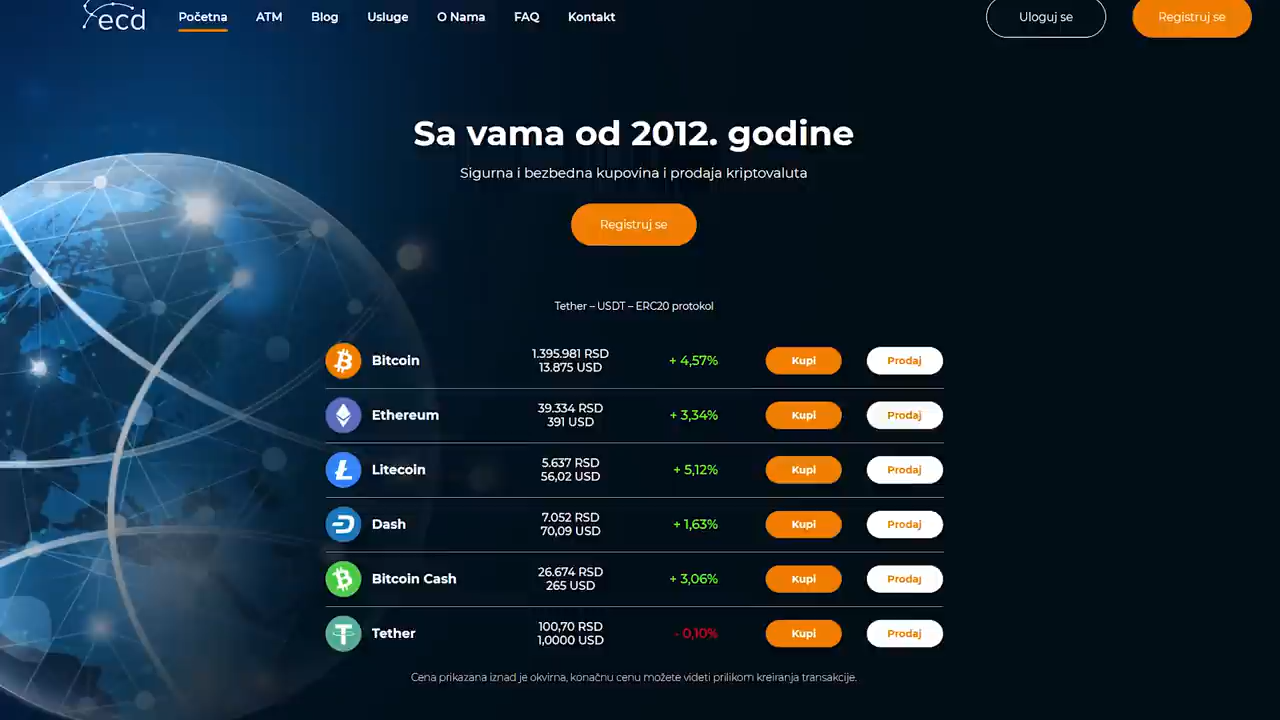 ecd
Početna ATM Blog Usluge O Nama FAQ Kontakt Uloguj se Registruj se
Sa vama od 2012. godine
Sigurna i bezbedna kupovina i prodaja kriptovaluta
Registruj se
Tether – USDT – ERC20 protokol
Bitcoin 1.395.981 RSD 13.875 USD + 4,57% Kupi Prodaj
Ethereum 39.334 RSD 391 USD + 3,34% Kupi Prodaj
Litecoin 5.637 RSD 56,02 USD + 5,12% Kupi Prodaj
Dash 7.052 RSD 70,09 USD + 1,63% Kupi Prodaj
Bitcoin Cash 26.674 RSD 265 USD + 3,06% Kupi Prodaj
Tether 100,70 RSD 1,0000 USD - 0,10% Kupi Prodaj
Cena prikazana iznad je okvirna, konačnu cenu možete videti prilikom kreiranja transakcije.